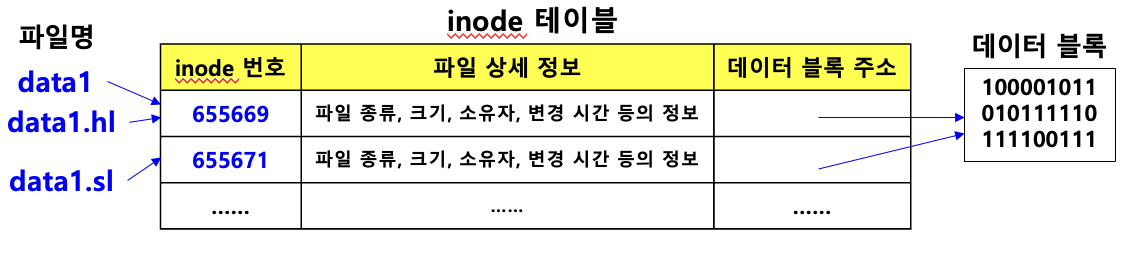 inode 테이블
파일명
data1
data1.hl
data1.sl
inode 번호 파일 상세 정보 데이터 블록 주소
655669 파일 종류, 크기, 소유자, 변경 시간 등의 정보
655671 파일 종류, 크기, 소유자, 변경 시간 등의 정보
...... ...... ......
데이터 블록
100001011
010111110
111100111